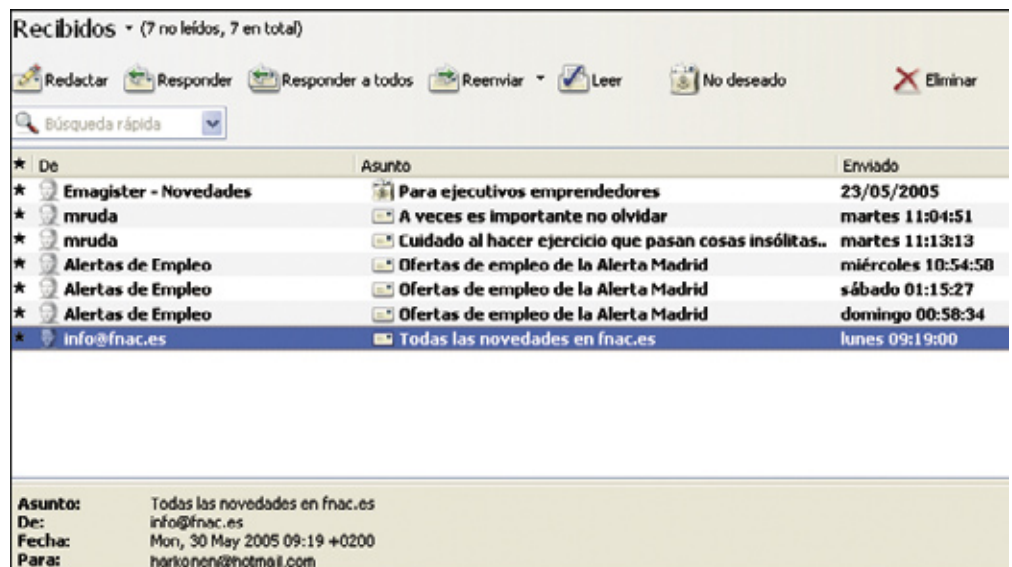 Recibidos (7 no leídos, 7 en total)
Redactar Responder Responder a todos Reenviar Leer No deseado Eliminar
Búsqueda rápida
De Asunto Enviado
Emagister - Novedades Para ejecutivos emprendedores 23/05/2005
mruda A veces es importante no olvidar martes 11:04:51
mruda Cuidado al hacer ejercicio que pasan cosas insólitas.. martes 11:13:13
Alertas de Empleo Ofertas de empleo de la Alerta Madrid miércoles 10:54:58
Alertas de Empleo Ofertas de empleo de la Alerta Madrid sábado 01:15:27
Alertas de Empleo Ofertas de empleo de la Alerta Madrid domingo 00:58:34
info@fnac.es Todas las novedades en fnac.es lunes 09:19:00
Asunto: Todas las novedades en fnac.es
De: info@fnac.es
Fecha: Mon, 30 May 2005 09:19 +0200
Para: harkonen@hotmail.com